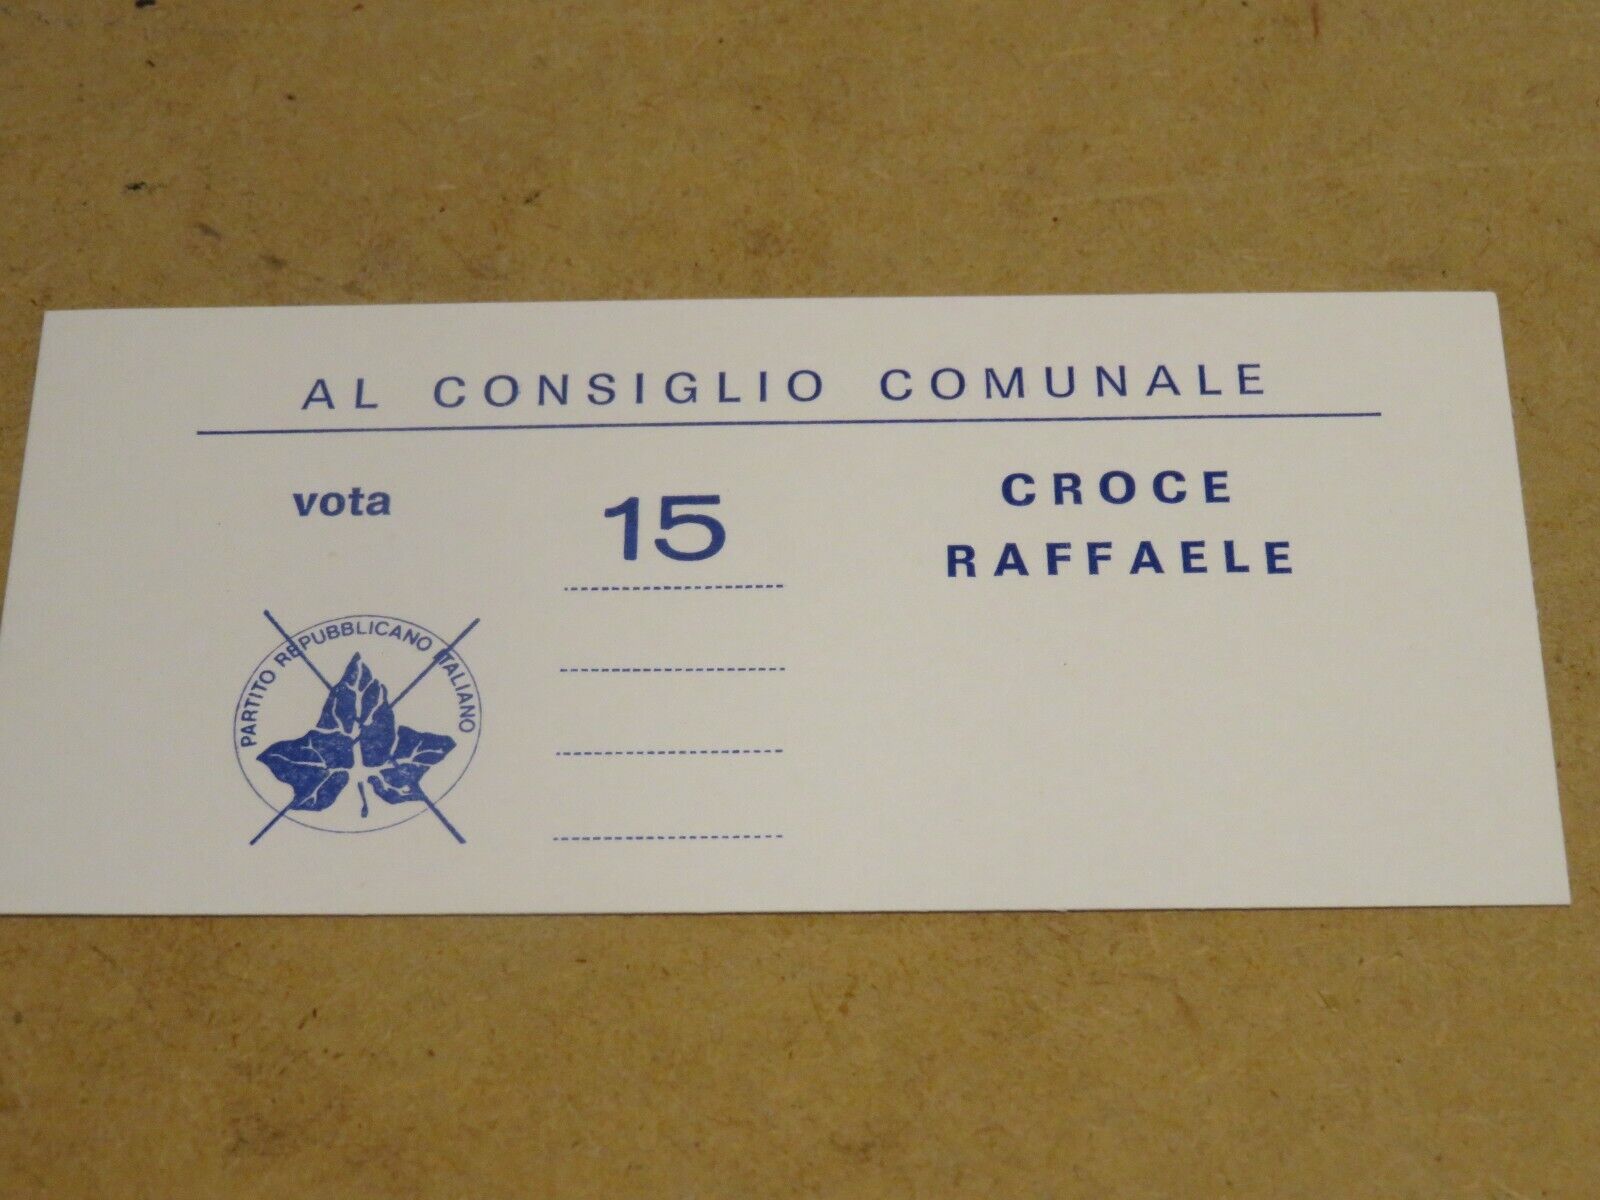 AL CONSIGLIO COMUNALE
vota
15
CROCE
RAFFAELE
PARTITO REPUBBLICANO ITALIANO